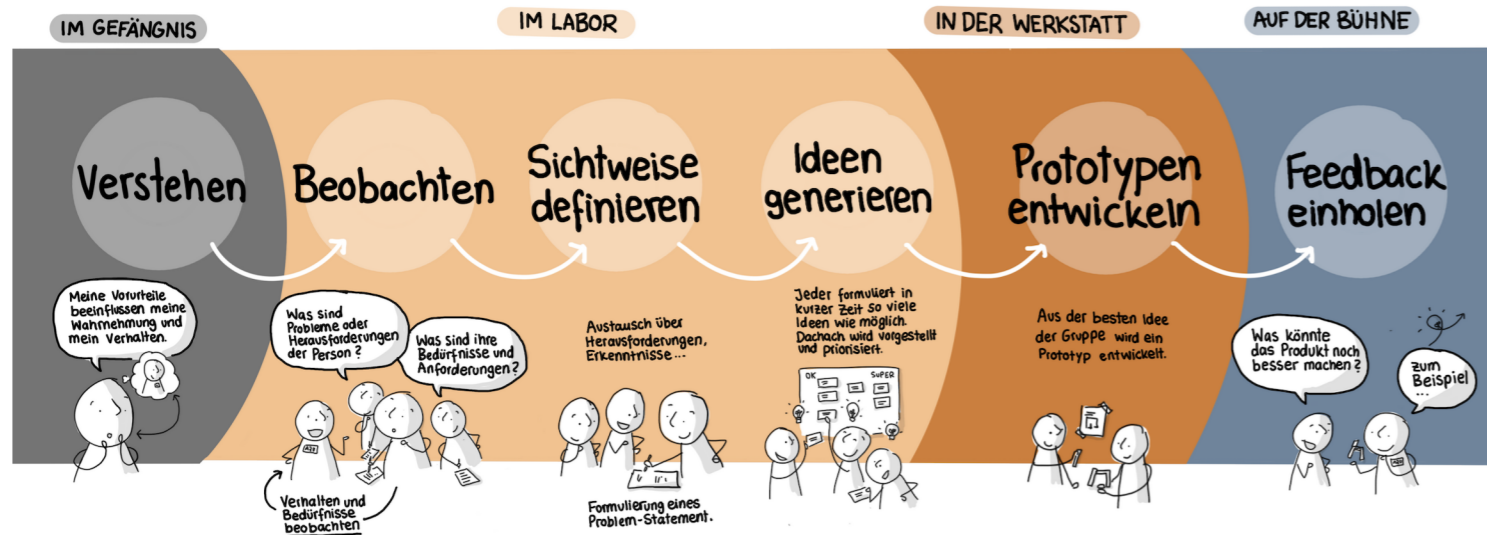 IM GEFÄNGNIS
IM LABOR
IN DER WERKSTATT
AUF DER BÜHNE
Verstehen
Beobachten
Sichtweise
definieren
Ideen
generieren
Prototypen
entwickeln
Feedback
einholen
Meine Vorurteile
beeinflussen meine
Wahrnehmung und
mein Verhalten.
Was sind
Probleme oder
Herausforderungen
der Person?
Was sind ihre
Bedürfnisse und
Anforderungen?
Verhalten und
Bedürfnisse
beobachten
Austausch über
Herausforderungen,
Erkenntnisse...
Formulierung eines
Problem-Statement.
Jeder formuliert in
kurzer Zeit so viele
Ideen wie möglich.
Dachach wird vorgestellt
und priorisiert.
OK
SUPER
Aus der besten Idee
der Gruppe wird ein
Prototyp entwickelt.
Was könnte
das Produkt noch
besser machen?
zum
Beispiel
...